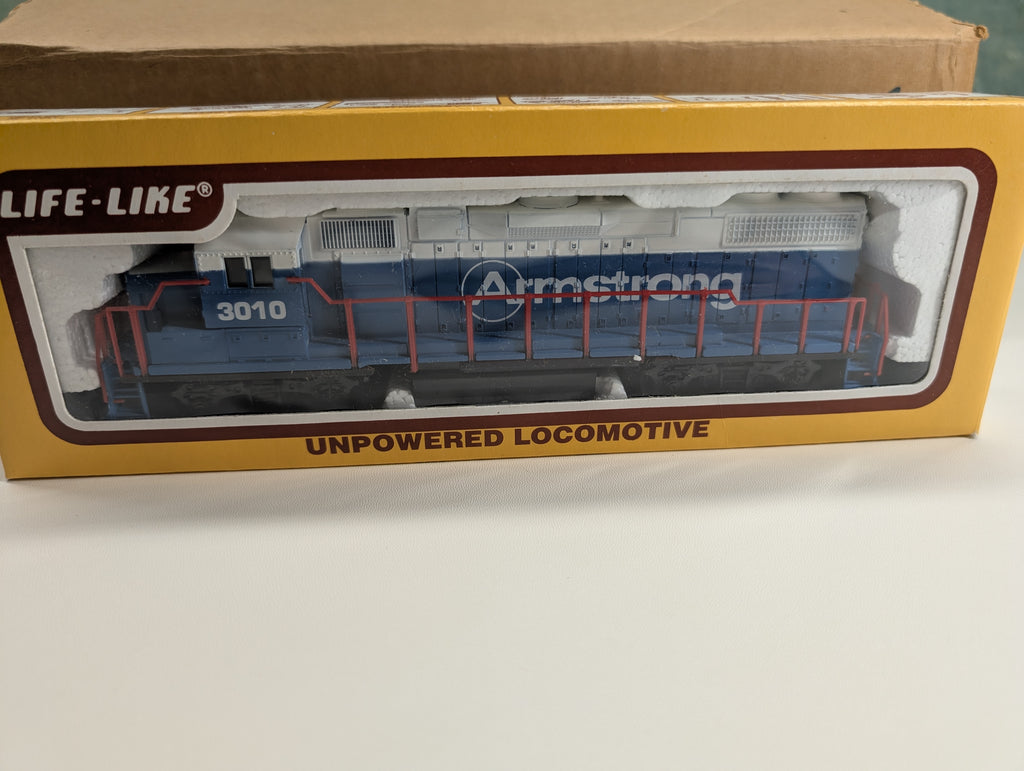 LIFE-LIKE®
Armstrong
3010
UNPOWERED LOCOMOTIVE